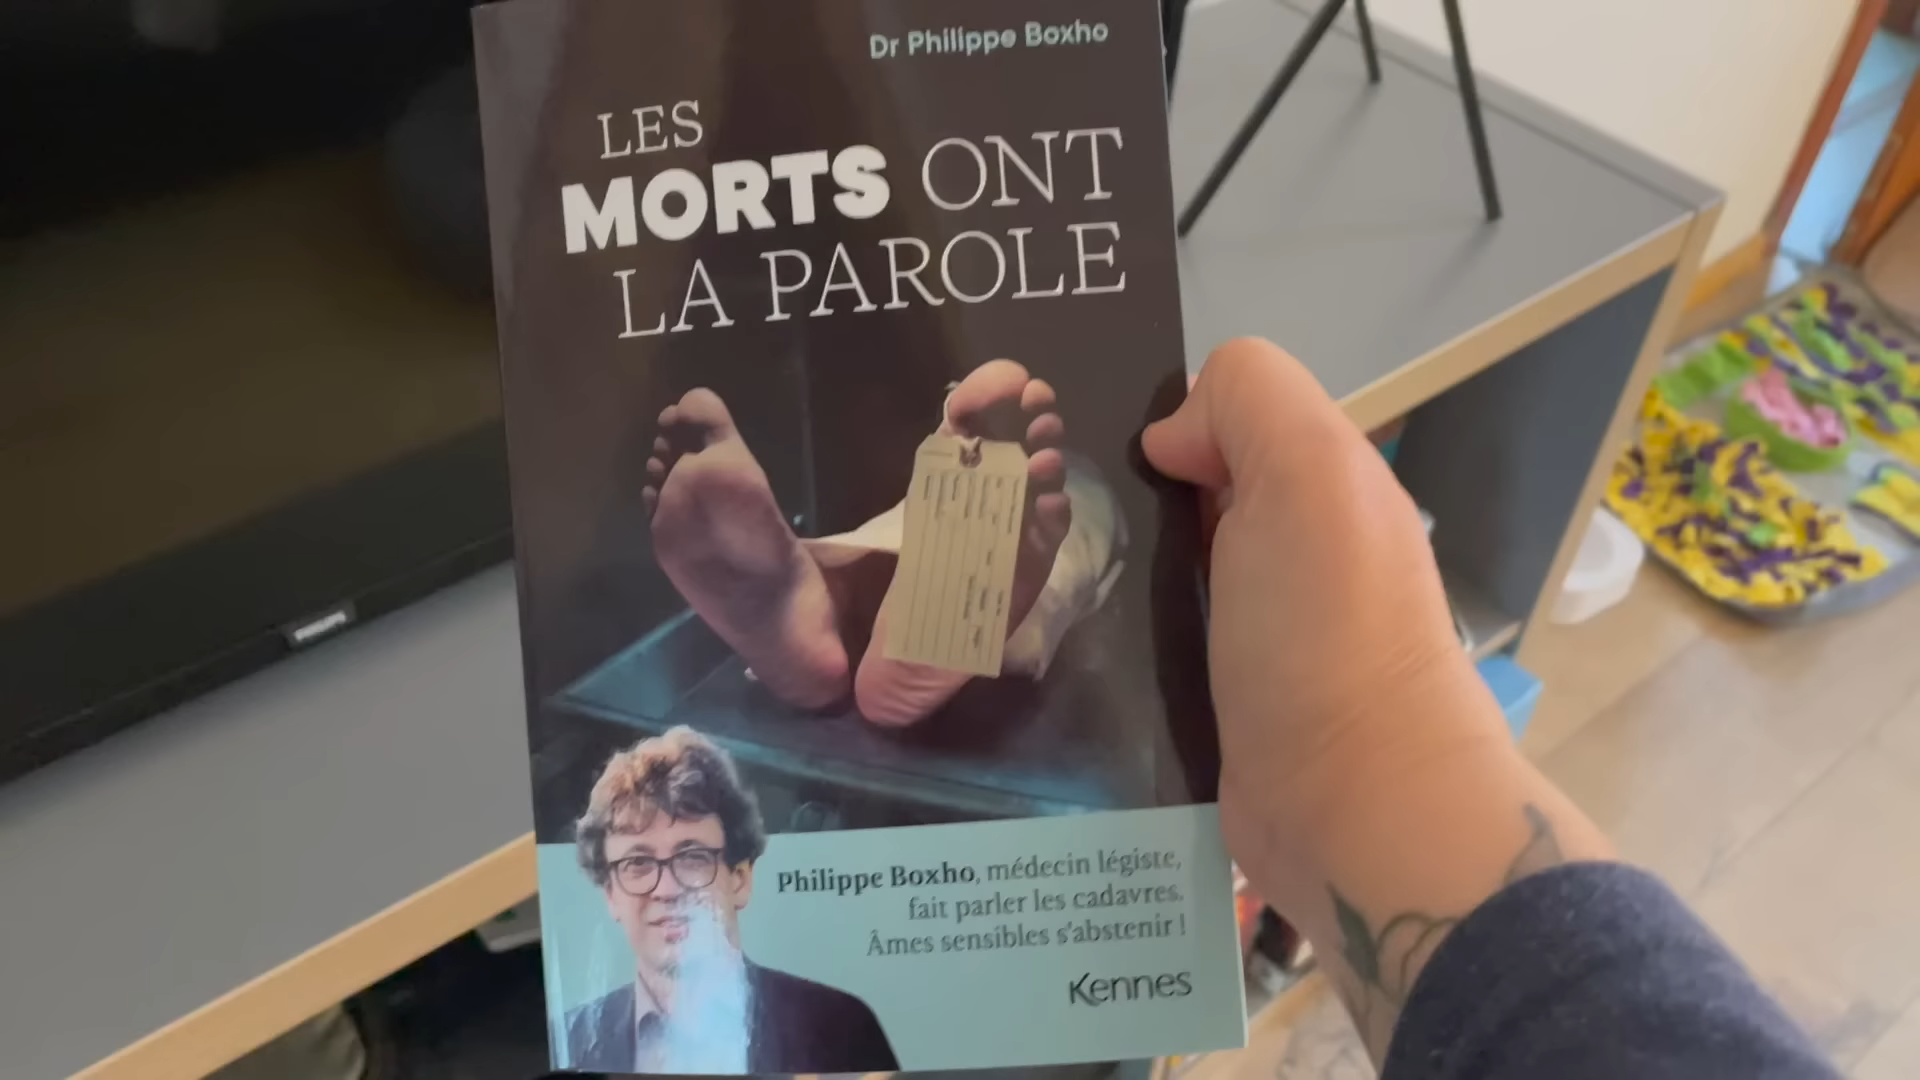 Dr Philippe Boxho
LES
MORTS ONT
LA PAROLE
Philippe Boxho, médecin légiste,
fait parler les cadavres.
Âmes sensibles s'abstenir !
Kennes
PHILIPS